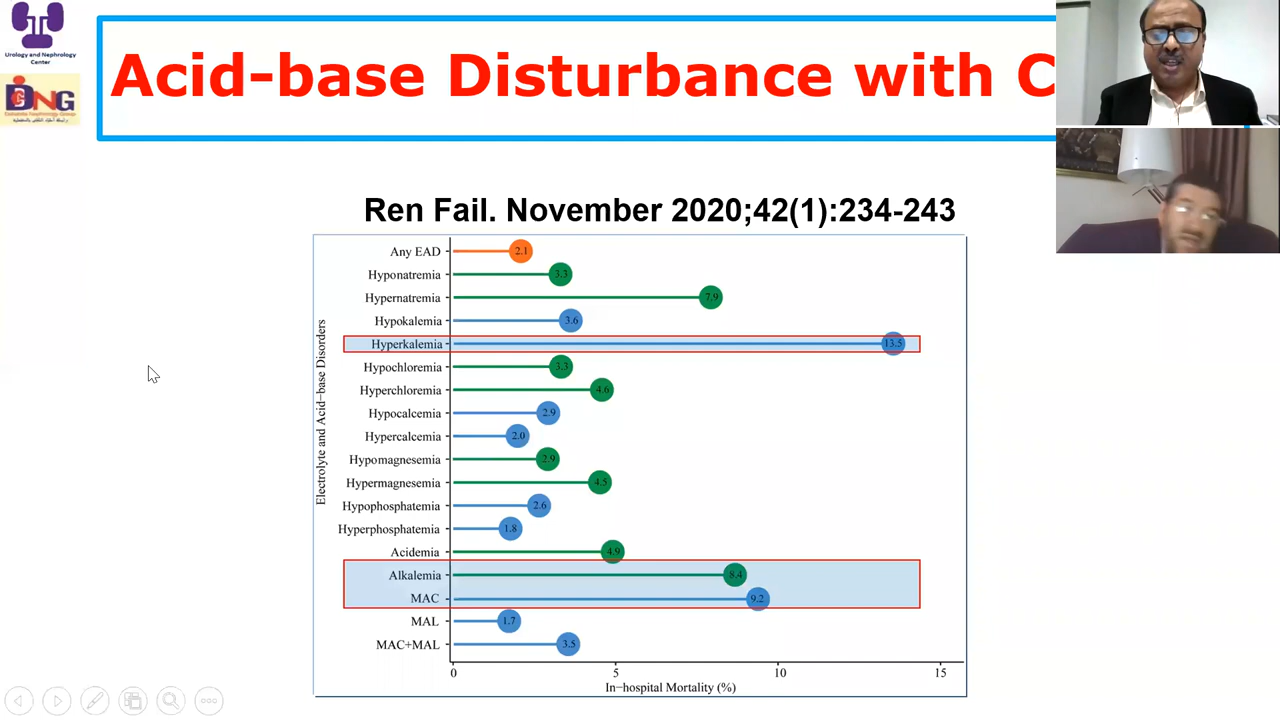 Urology and Nephrology
Center
Acid-base Disturbance with C
DNG
Ren Fail. November 2020;42(1):234-243
Electrolyte and Acid-base Disorders
Any EAD 2.1
Hyponatremia 3.3
Hypernatremia 7.9
Hypokalemia 3.6
Hyperkalemia 13.5
Hypochloremia 3.3
Hyperchloremia 4.6
Hypocalcemia 2.9
Hypercalcemia 2.0
Hypomagnesemia 2.9
Hypermagnesemia 4.5
Hypophosphatemia 2.6
Hyperphosphatemia 1.8
Acidemia 4.9
Alkalemia 8.4
MAC 9.2
MAL 1.7
MAC+MAL 3.5
0 5 10 15
In-hospital Mortality (%)